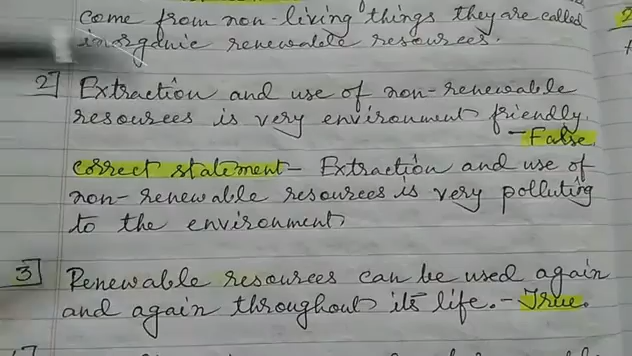 come from non-living things they are called
inorganic renewable resources.
2] Extraction and use of non-renewable
resources is very environment friendly.
- False.
correct statement - Extraction and use of
non-renewable resources is very polluting
to the environment
3] Renewable resources can be used again
and again throughout its life. - True.